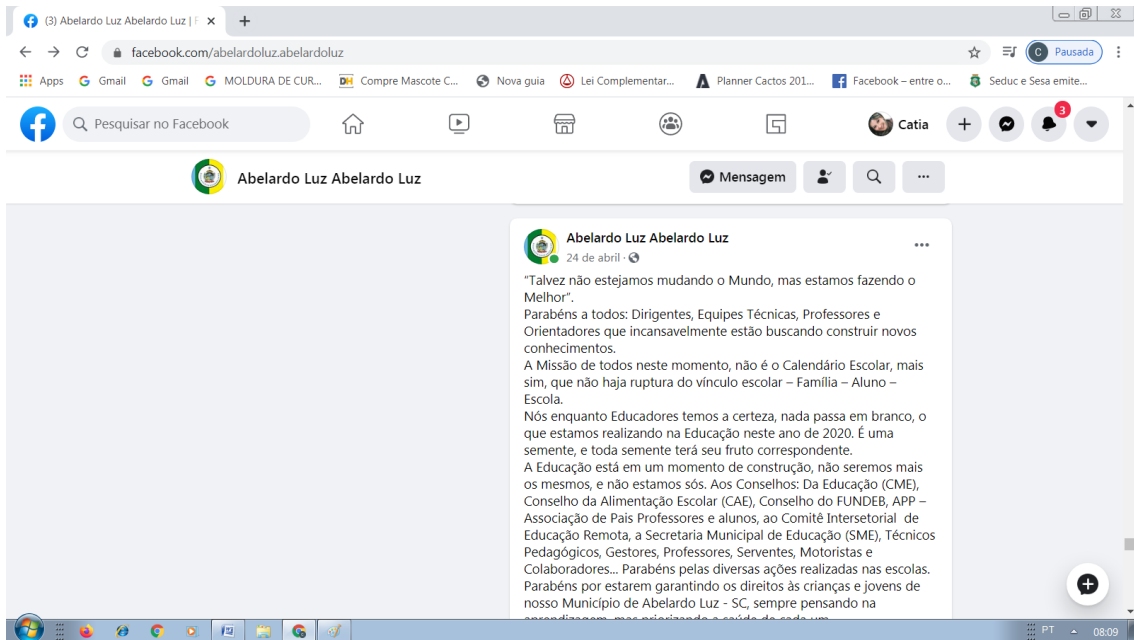 (3) Abelardo Luz Abelardo Luz | F
facebook.com/abelardoluz.abelardoluz
C Pausada
Apps Gmail Gmail MOLDURA DE CUR... DH Compre Mascote C... Nova guia Lei Complementar... Planner Cactos 201... Facebook – entre o... Seduc e Sesa emite...
Pesquisar no Facebook
Catia
3
Abelardo Luz Abelardo Luz
Mensagem
Abelardo Luz Abelardo Luz
24 de abril ·
“Talvez não estejamos mudando o Mundo, mas estamos fazendo o
Melhor”.
Parabéns a todos: Dirigentes, Equipes Técnicas, Professores e
Orientadores que incansavelmente estão buscando construir novos
conhecimentos.
A Missão de todos neste momento, não é o Calendário Escolar, mais
sim, que não haja ruptura do vínculo escolar – Família – Aluno –
Escola.
Nós enquanto Educadores temos a certeza, nada passa em branco, o
que estamos realizando na Educação neste ano de 2020. É uma
semente, e toda semente terá seu fruto correspondente.
A Educação está em um momento de construção, não seremos mais
os mesmos, e não estamos sós. Aos Conselhos: Da Educação (CME),
Conselho da Alimentação Escolar (CAE), Conselho do FUNDEB, APP –
Associação de Pais Professores e alunos, ao Comitê Intersetorial de
Educação Remota, a Secretaria Municipal de Educação (SME), Técnicos
Pedagógicos, Gestores, Professores, Serventes, Motoristas e
Colaboradores... Parabéns pelas diversas ações realizadas nas escolas.
Parabéns por estarem garantindo os direitos às crianças e jovens de
nosso Município de Abelardo Luz - SC, sempre pensando na
aprendizagem, mas priorizando a saúde de cada um
PT 08:09